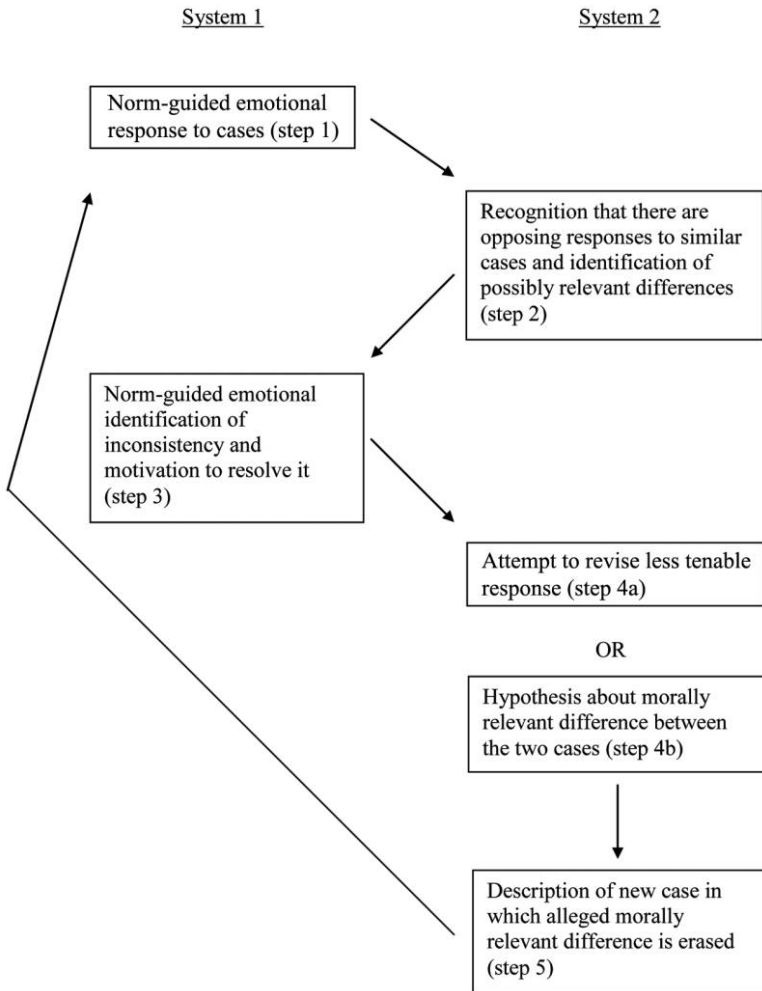 System 1
System 2
Norm-guided emotional
response to cases (step 1)
Recognition that there are
opposing responses to similar
cases and identification of
possibly relevant differences
(step 2)
Norm-guided emotional
identification of
inconsistency and
motivation to resolve it
(step 3)
Attempt to revise less tenable
response (step 4a)
OR
Hypothesis about morally
relevant difference between
the two cases (step 4b)
Description of new case in
which alleged morally
relevant difference is erased
(step 5)